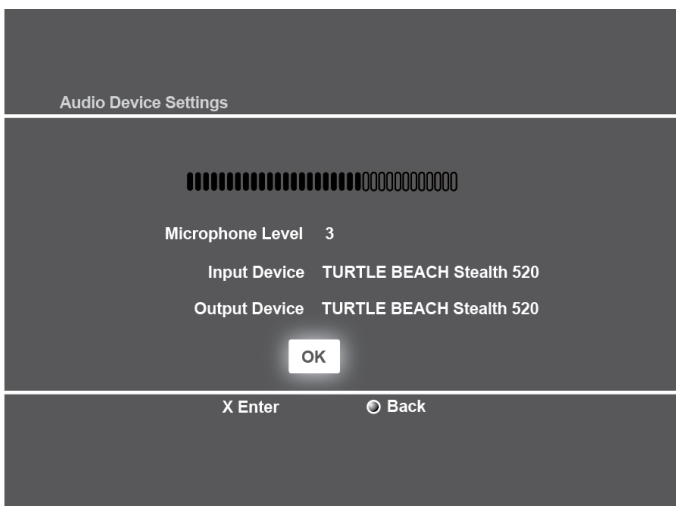 Audio Device Settings
Microphone Level 3
Input Device TURTLE BEACH Stealth 520
Output Device TURTLE BEACH Stealth 520
OK
X Enter Back